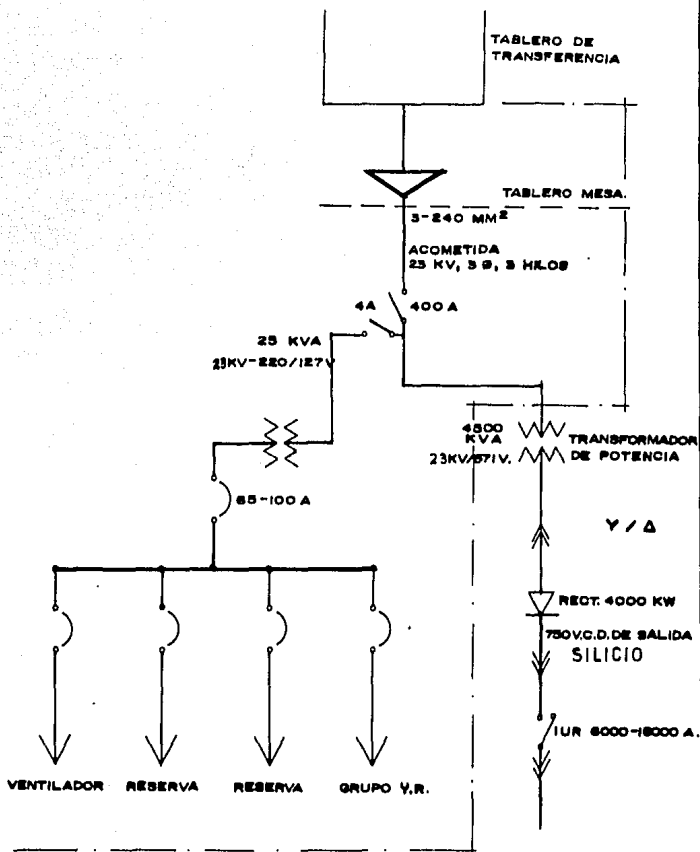 TABLERO DE
TRANSFERENCIA
TABLERO MESA.
3-240 MM²
ACOMETIDA
23 KV, 3 Ø, 3 HILOS
4A
400 A
25 KVA
23KV-220/127V
4500
KVA
23KV/571V.
TRANSFORMADOR
DE POTENCIA
65-100 A
Y / Δ
RECT. 4000 KW
750V.C.D. DE SALIDA
SILICIO
IUR 6000-18000 A.
VENTILADOR
RESERVA
RESERVA
GRUPO V.R.